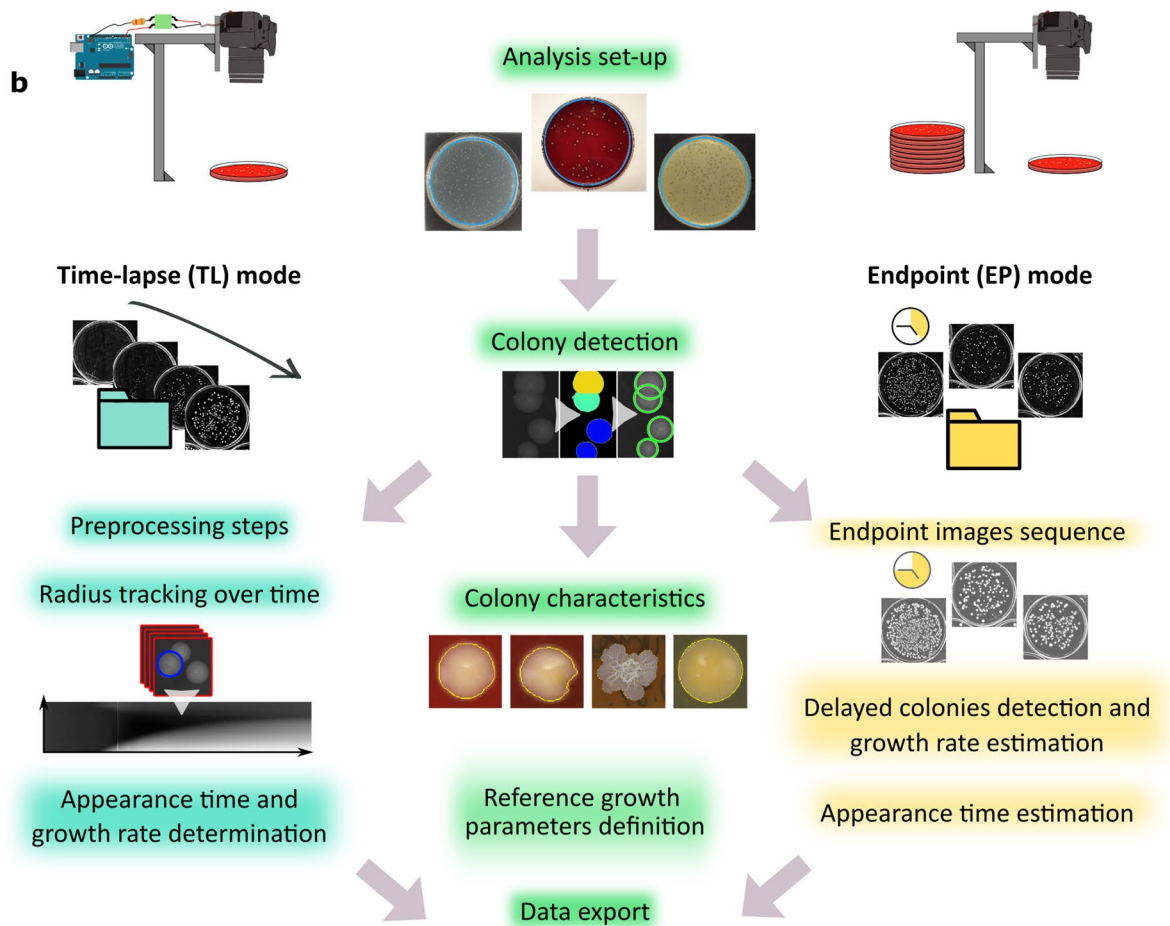 b
Analysis set-up
Time-lapse (TL) mode
Endpoint (EP) mode
Colony detection
Preprocessing steps
Endpoint images sequence
Radius tracking over time
Colony characteristics
Delayed colonies detection and
growth rate estimation
Appearance time and
growth rate determination
Reference growth
parameters definition
Appearance time estimation
Data export